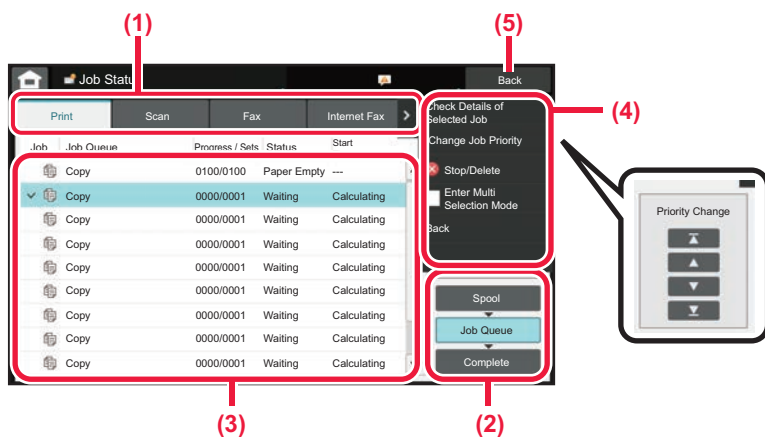 (1)
(5)
Job Status
Back
Print
Scan
Fax
Internet Fax
Check Details of
Selected Job
(4)
Job
Job Queue
Progress / Sets
Status
Start
Change Job Priority
Copy
0100/0100
Paper Empty
---
Stop/Delete
Copy
0000/0001
Waiting
Calculating
Enter Multi
Selection Mode
Copy
0000/0001
Waiting
Calculating
Back
Copy
0000/0001
Waiting
Calculating
Copy
0000/0001
Waiting
Calculating
Copy
0000/0001
Waiting
Calculating
Copy
0000/0001
Waiting
Calculating
Copy
0000/0001
Waiting
Calculating
Copy
0000/0001
Waiting
Calculating
Spool
Job Queue
Complete
Priority Change
(3)
(2)